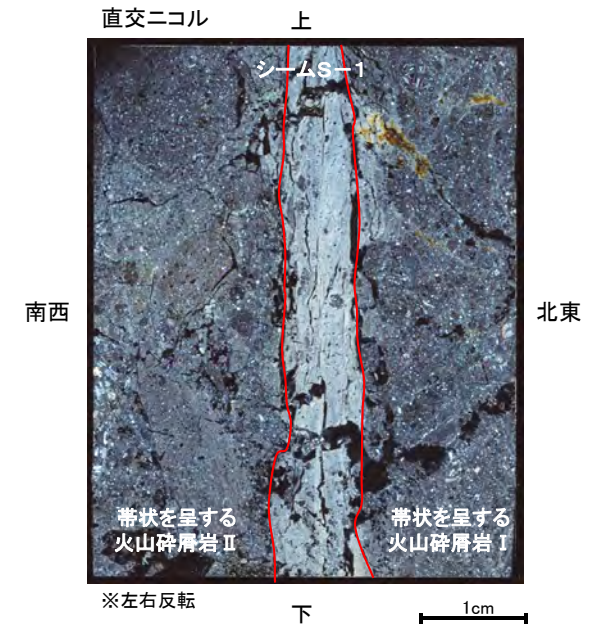 直交ニコル
上
シームS-1
南西
北東
帯状を呈する
火山砕屑岩Ⅱ
帯状を呈する
火山砕屑岩Ⅰ
※左右反転
下
1cm